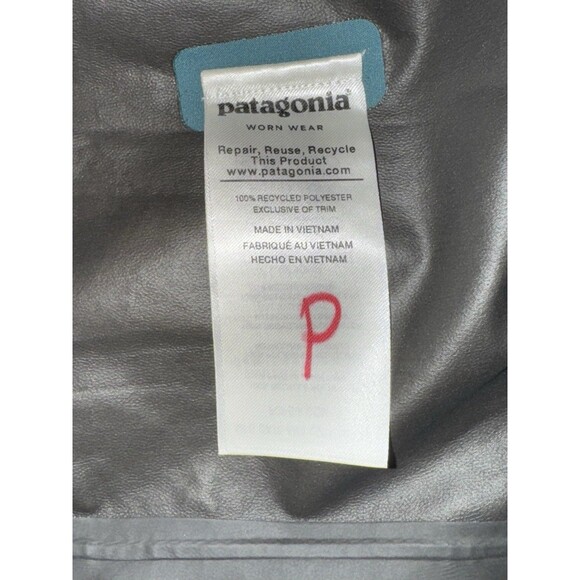 patagonia®
WORN WEAR
Repair, Reuse, Recycle
This Product
www.patagonia.com
100% RECYCLED POLYESTER
EXCLUSIVE OF TRIM
MADE IN VIETNAM
FABRIQUÉ AU VIETNAM
HECHO EN VIETNAM
P